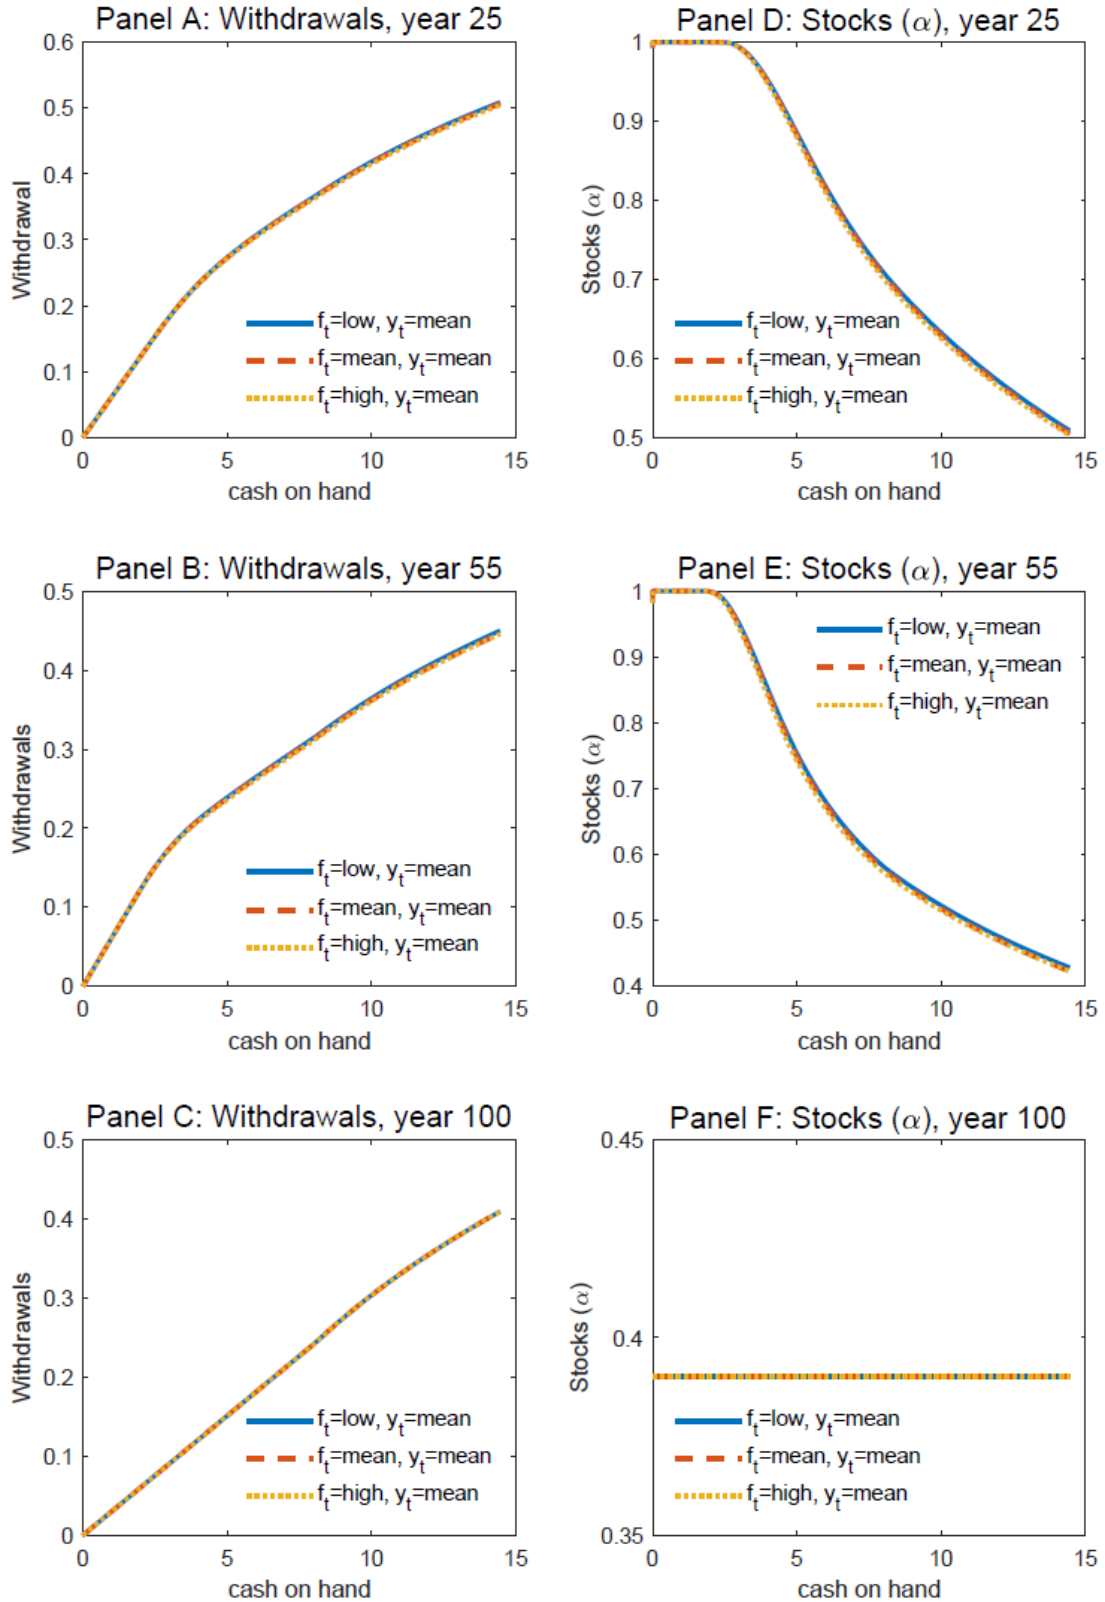 Panel A: Withdrawals, year 25
0.6
0.5
0.4
0.3
0.2
0.1
0
Withdrawal
f_t=low, y_t=mean
f_t=mean, y_t=mean
f_t=high, y_t=mean
0 5 10 15
cash on hand
Panel D: Stocks (α), year 25
1
0.9
0.8
0.7
0.6
0.5
Stocks (α)
f_t=low, y_t=mean
f_t=mean, y_t=mean
f_t=high, y_t=mean
0 5 10 15
cash on hand
Panel B: Withdrawals, year 55
0.5
0.4
0.3
0.2
0.1
0
Withdrawals
f_t=low, y_t=mean
f_t=mean, y_t=mean
f_t=high, y_t=mean
0 5 10 15
cash on hand
Panel E: Stocks (α), year 55
1
0.9
0.8
0.7
0.6
0.5
0.4
Stocks (α)
f_t=low, y_t=mean
f_t=mean, y_t=mean
f_t=high, y_t=mean
0 5 10 15
cash on hand
Panel C: Withdrawals, year 100
0.5
0.4
0.3
0.2
0.1
0
Withdrawals
f_t=low, y_t=mean
f_t=mean, y_t=mean
f_t=high, y_t=mean
0 5 10 15
cash on hand
Panel F: Stocks (α), year 100
0.45
0.4
0.35
Stocks (α)
f_t=low, y_t=mean
f_t=mean, y_t=mean
f_t=high, y_t=mean
0 5 10 15
cash on hand